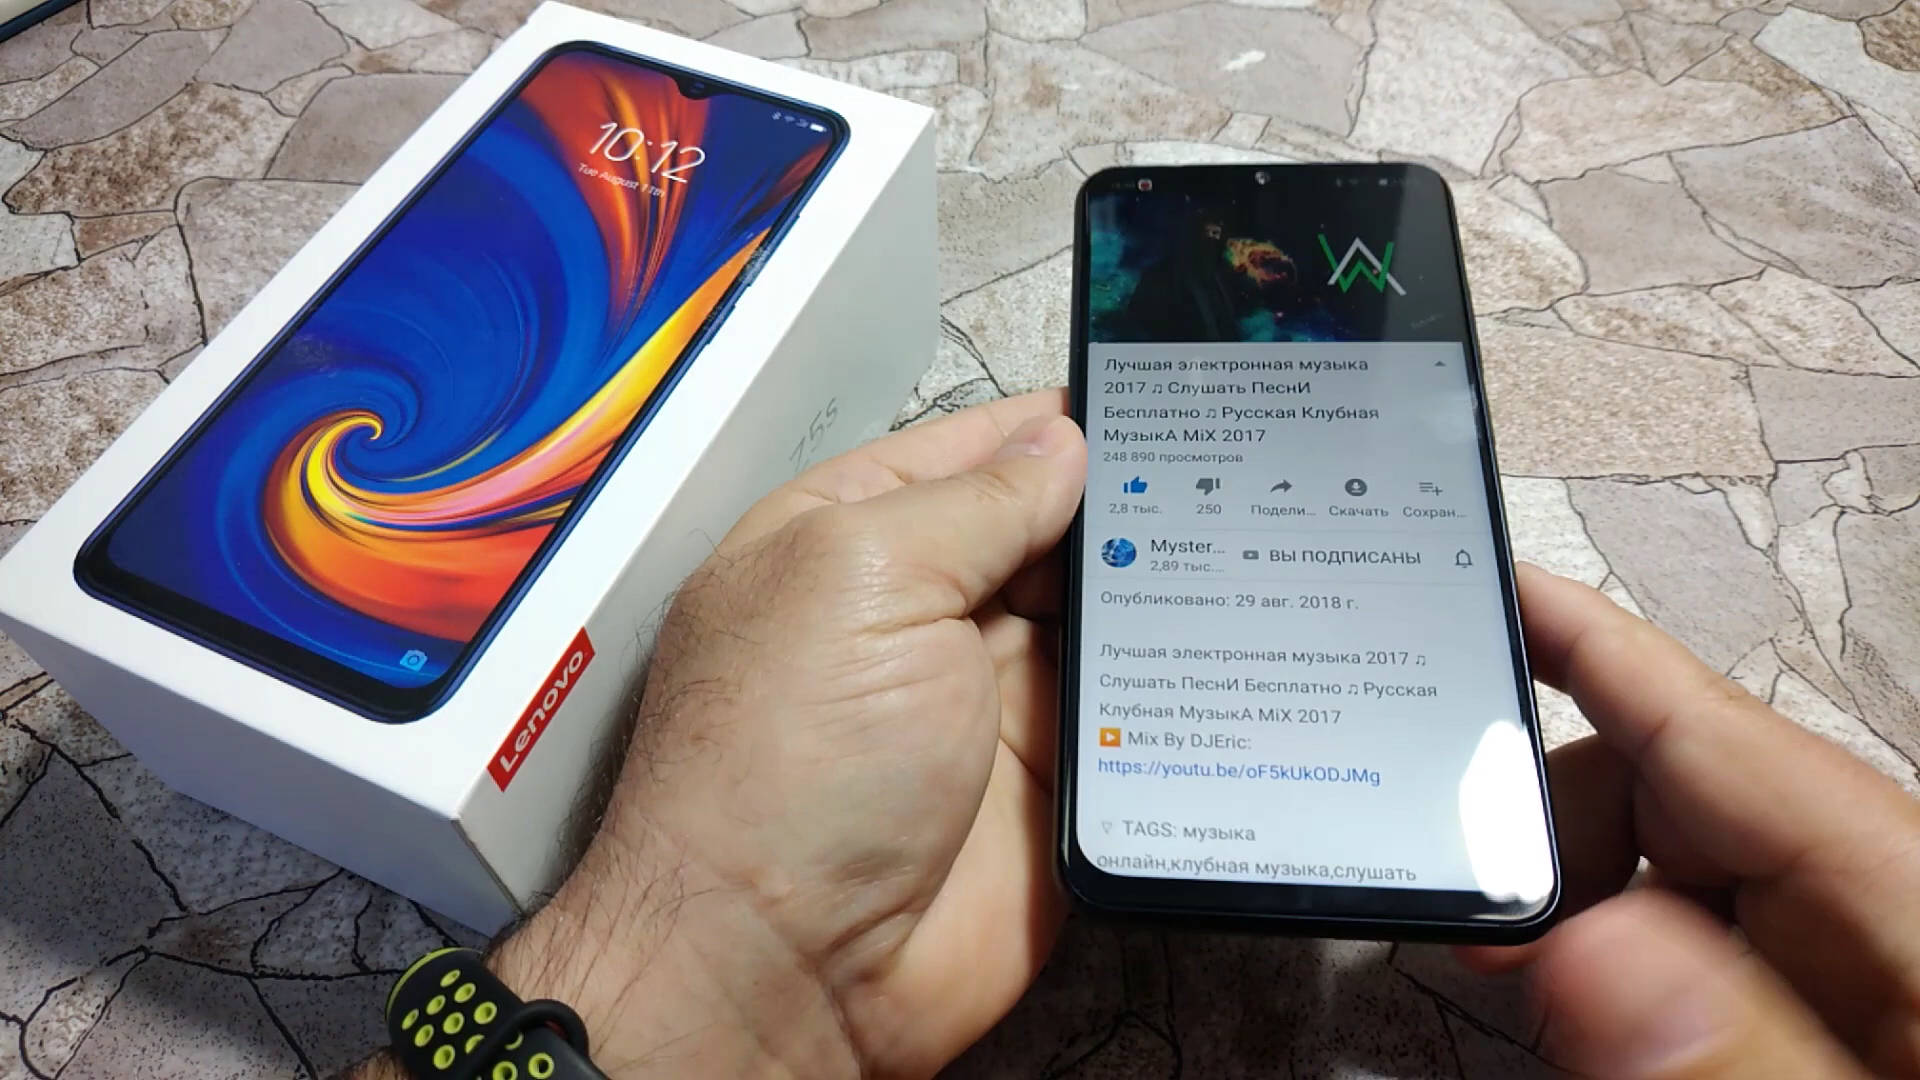 10:12
Tue August 11th
Lenovo
Z5S
Лучшая электронная музыка
2017 ♫ Слушать ПеснИ
Бесплатно ♫ Русская Клубная
МузыкА MiX 2017
248 890 просмотров
2,8 тыс.
250
Подели...
Скачать
Сохран...
Myster...
2,89 тыс....
ВЫ ПОДПИСАНЫ
Опубликовано: 29 авг. 2018 г.
Лучшая электронная музыка 2017 ♫
Слушать ПеснИ Бесплатно ♫ Русская
Клубная МузыкА MiX 2017
Mix By DJEric:
https://youtu.be/oF5kUkODJMg
TAGS: музыка
онлайн,клубная музыка,слушать